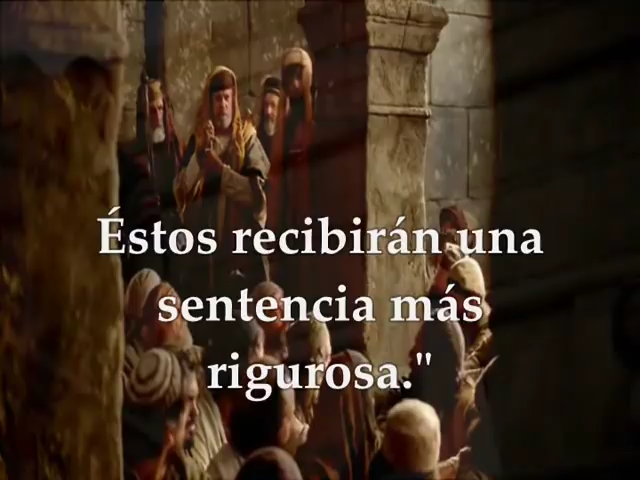 Éstos recibirán una
sentencia más
rigurosa."